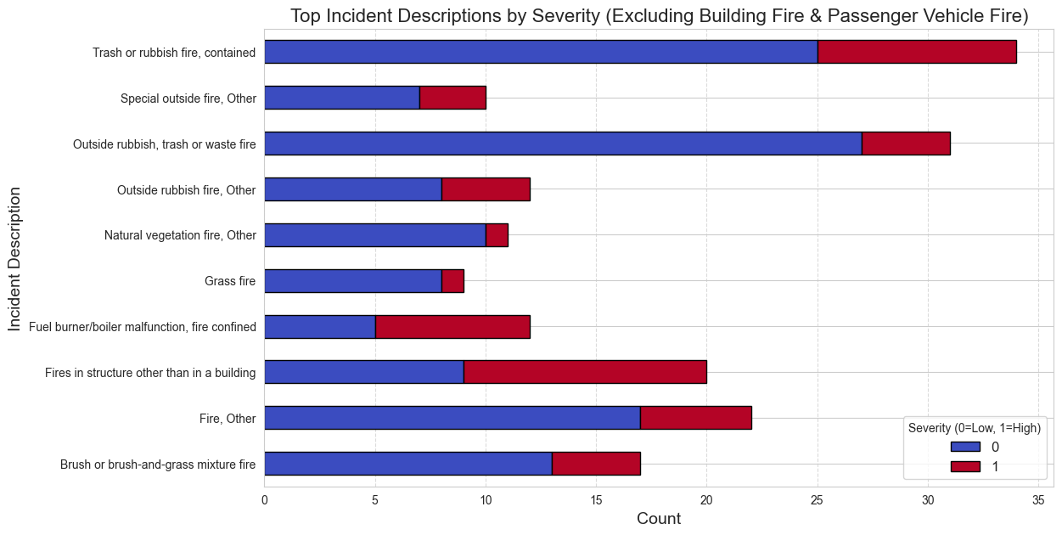 Top Incident Descriptions by Severity (Excluding Building Fire & Passenger Vehicle Fire)
Incident Description
Trash or rubbish fire, contained
Special outside fire, Other
Outside rubbish, trash or waste fire
Outside rubbish fire, Other
Natural vegetation fire, Other
Grass fire
Fuel burner/boiler malfunction, fire confined
Fires in structure other than in a building
Fire, Other
Brush or brush-and-grass mixture fire
Severity (0=Low, 1=High)
0
1
0 5 10 15 20 25 30 35
Count